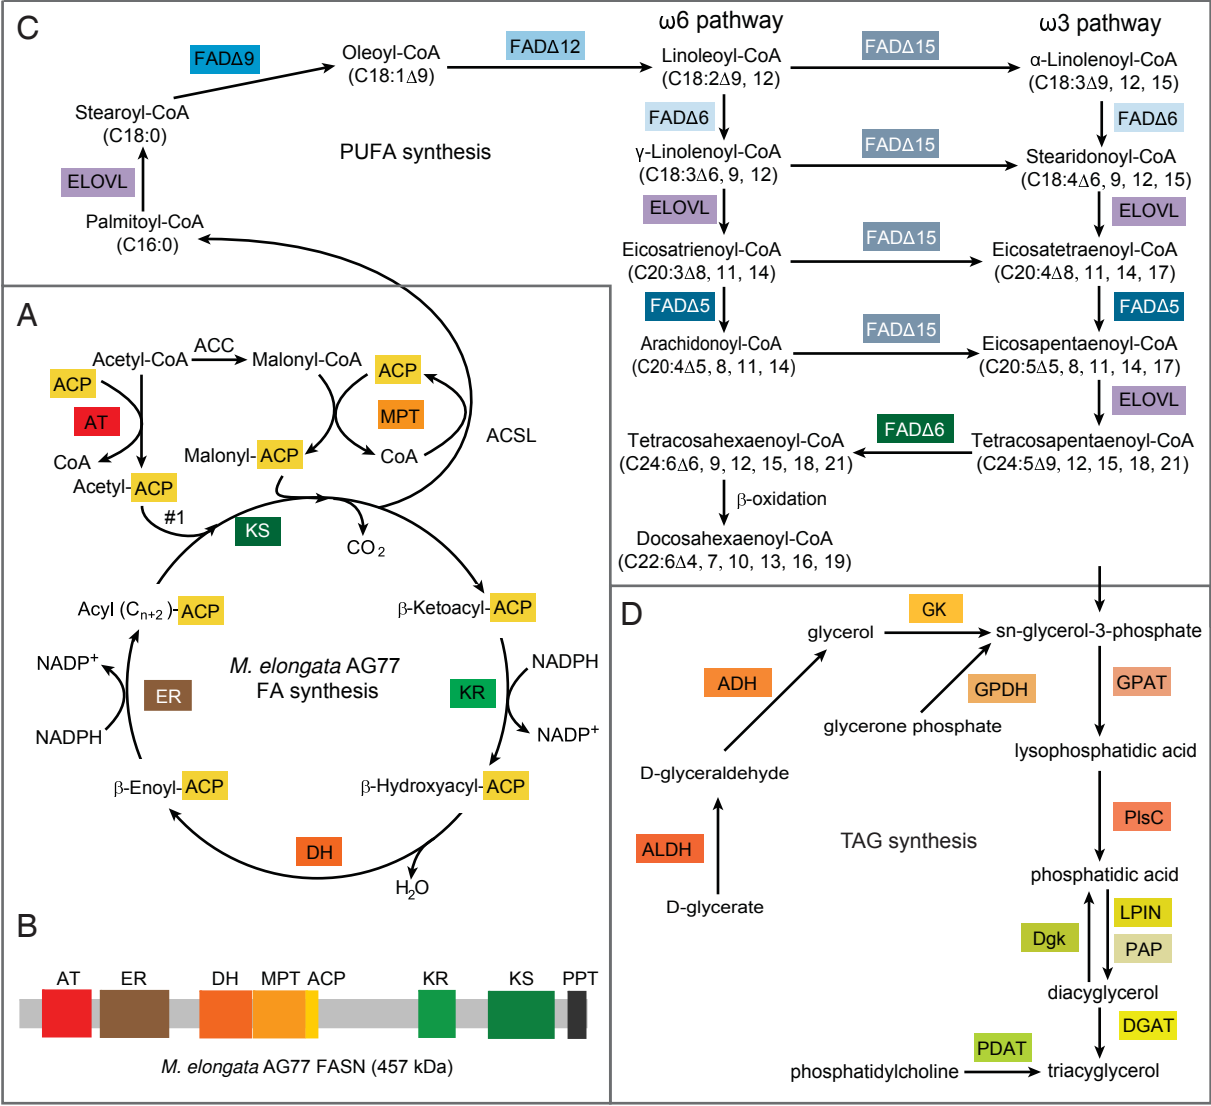 C
ω6 pathway
ω3 pathway
FADΔ9
Oleoyl-CoA
(C18:1Δ9)
FADΔ12
Linoleoyl-CoA
(C18:2Δ9, 12)
FADΔ15
α-Linolenoyl-CoA
(C18:3Δ9, 12, 15)
Stearoyl-CoA
(C18:0)
FADΔ6
FADΔ6
PUFA synthesis
γ-Linolenoyl-CoA
(C18:3Δ6, 9, 12)
FADΔ15
Stearidonoyl-CoA
(C18:4Δ6, 9, 12, 15)
ELOVL
ELOVL
ELOVL
Palmitoyl-CoA
(C16:0)
Eicosatrienoyl-CoA
(C20:3Δ8, 11, 14)
FADΔ15
Eicosatetraenoyl-CoA
(C20:4Δ8, 11, 14, 17)
FADΔ5
FADΔ5
Arachidonoyl-CoA
(C20:4Δ5, 8, 11, 14)
FADΔ15
Eicosapentaenoyl-CoA
(C20:5Δ5, 8, 11, 14, 17)
ELOVL
Tetracosahexaenoyl-CoA
(C24:6Δ6, 9, 12, 15, 18, 21)
FADΔ6
Tetracosapentaenoyl-CoA
(C24:5Δ9, 12, 15, 18, 21)
β-oxidation
Docosahexaenoyl-CoA
(C22:6Δ4, 7, 10, 13, 16, 19)
A
Acetyl-CoA
ACC
Malonyl-CoA
ACP
ACP
AT
MPT
ACSL
CoA
Malonyl-ACP
CoA
Acetyl-ACP
#1
KS
CO2
Acyl (Cn+2)-ACP
β-Ketoacyl-ACP
NADP+
M. elongata AG77
FA synthesis
NADPH
ER
KR
NADPH
NADP+
β-Enoyl-ACP
β-Hydroxyacyl-ACP
DH
H2O
B
AT
ER
DH
MPT
ACP
KR
KS
PPT
M. elongata AG77 FASN (457 kDa)
D
glycerol
GK
sn-glycerol-3-phosphate
ADH
GPDH
GPAT
glycerone phosphate
lysophosphatidic acid
D-glyceraldehyde
PlsC
TAG synthesis
ALDH
phosphatidic acid
D-glycerate
LPIN
Dgk
PAP
diacyglycerol
DGAT
PDAT
phosphatidylcholine
triacyglycerol